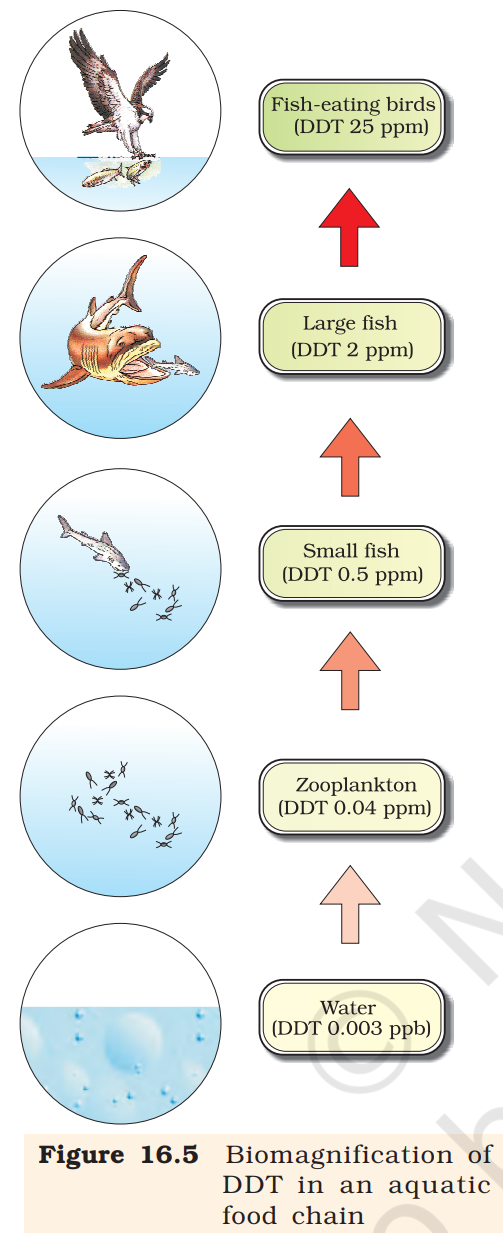 Fish-eating birds
(DDT 25 ppm)
Large fish
(DDT 2 ppm)
Small fish
(DDT 0.5 ppm)
Zooplankton
(DDT 0.04 ppm)
Water
(DDT 0.003 ppb)
Figure 16.5 Biomagnification of
DDT in an aquatic
food chain